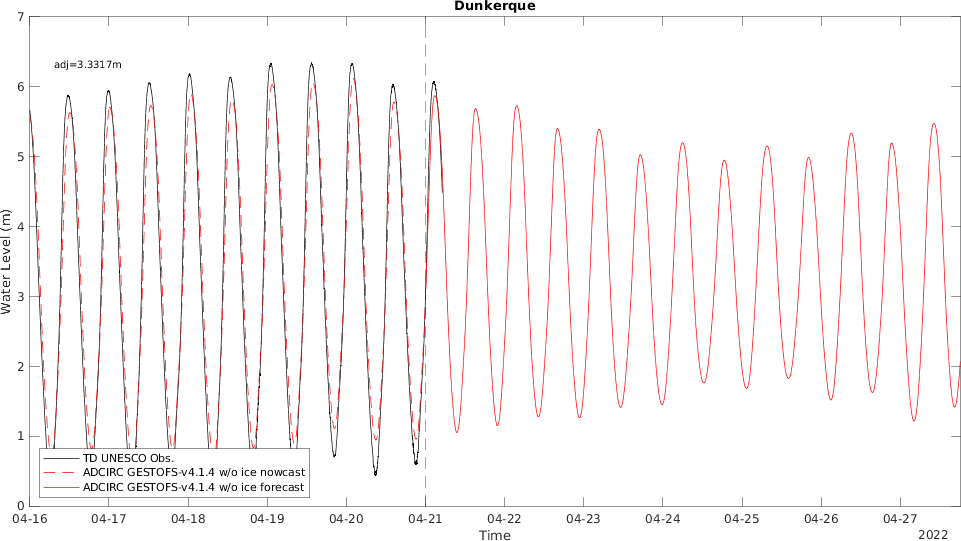 Dunkerque
adj=3.3317m
7
6
5
4
3
2
1
0
Water Level (m)
TD UNESCO Obs.
ADCIRC GESTOFS-v4.1.4 w/o ice nowcast
ADCIRC GESTOFS-v4.1.4 w/o ice forecast
04-16 04-17 04-18 04-19 04-20 04-21 04-22 04-23 04-24 04-25 04-26 04-27
Time
2022